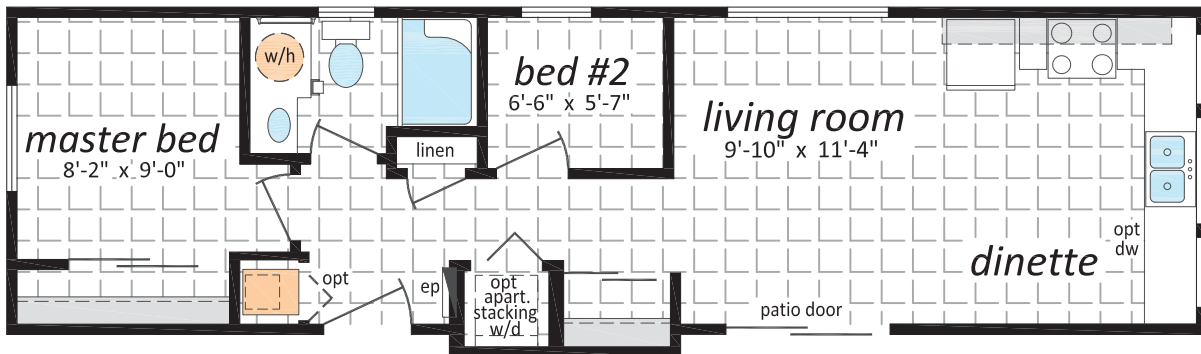 w/h
bed #2
6'-6" x 5'-7"
living room
9'-10" x 11'-4"
master bed
8'-2" x 9'-0"
linen
opt
dw
dinette
opt
ep
opt
apart.
stacking
w/d
patio door